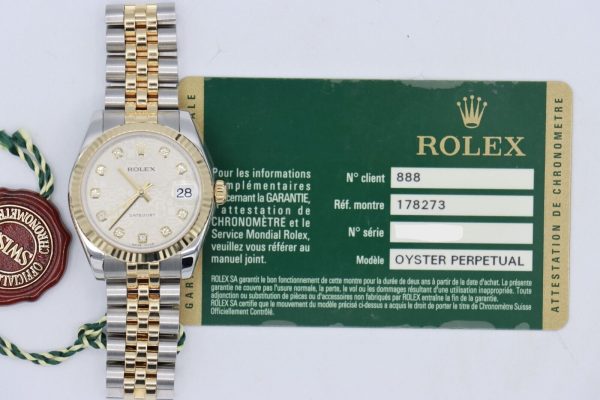 ROLEX
DATEJUST
28
ROLEX
Pour les informations
complémentaires
concernant la GARANTIE,
l'attestation de
CHRONOMÈTRE et le
Service Mondial Rolex,
veuillez vous référer au
manuel joint.
N° client 888
Réf. montre 178273
N° série
Modèle OYSTER PERPETUAL
ROLEX SA garantit le bon fonctionnement de cette montre pour la durée de deux ans à partir de la date d'achat. La présente
garantie ne couvre pas l'usure normale, la perte, le vol ou les dommages résultant d'une utilisation inappropriée. Toute
adjonction ou substitution de pièces ou d'accessoires non fabriqués par ROLEX entraîne la fin de la garantie.
ROLEX SA certifie que le mouvement du modèle précisé ci-dessus a acquis le droit de porter le titre de Chronomètre Suisse
Officiellement Contrôlé.
ATTESTATION DE CHRONOMETRE
CHRONOMETRE
OFFICIAL
SWISS